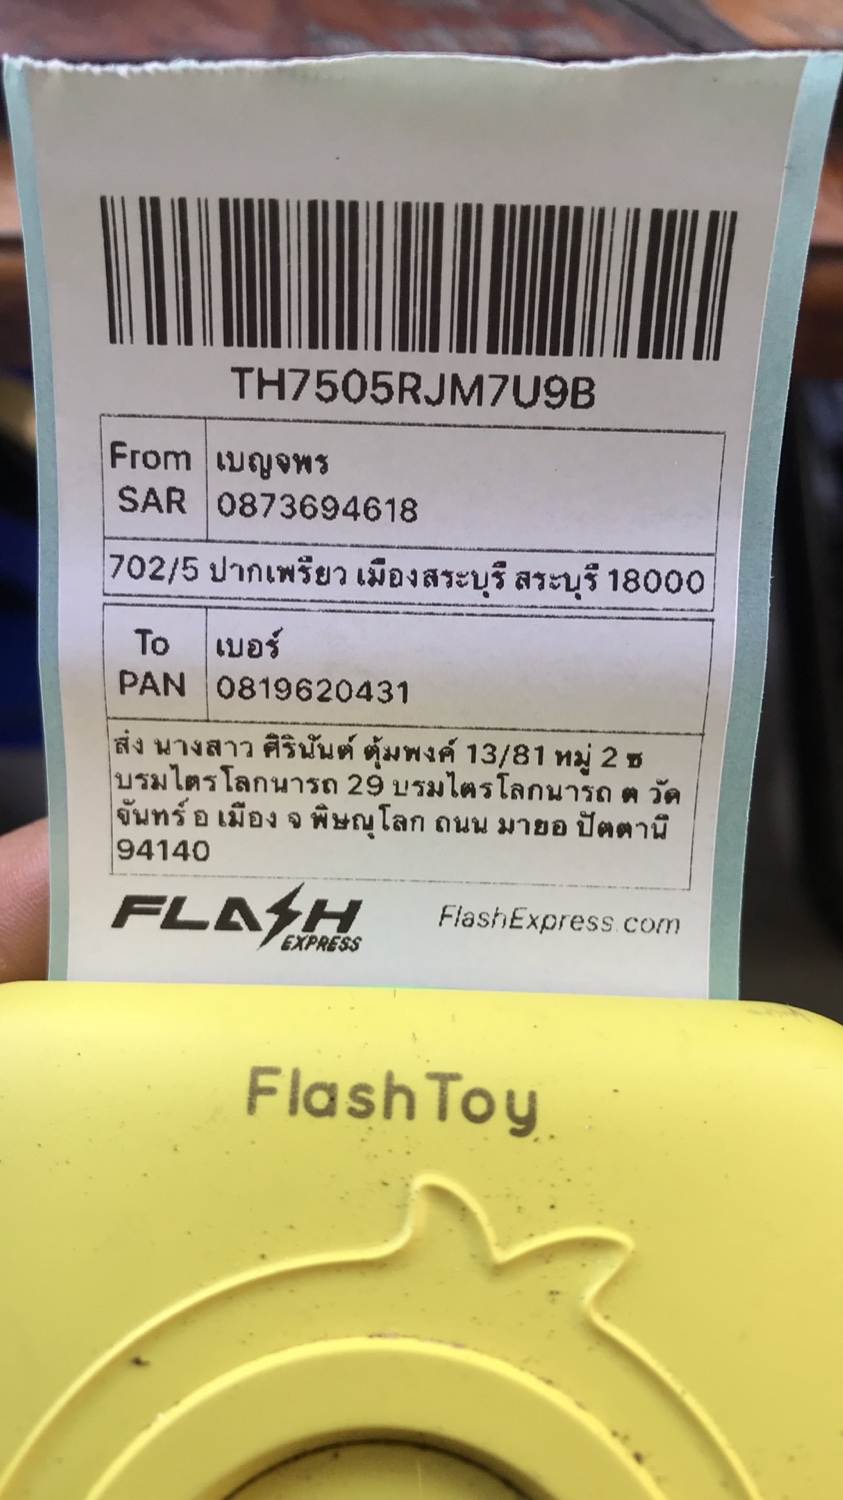 TH7505RJM7U9B
From เบญจพร
SAR 0873694618
702/5 ปากเพรียว เมืองสระบุรี สระบุรี 18000
To เบอร์
PAN 0819620431
ส่ง นางสาว ศิรินันต์ ตุ้มพงค์ 13/81 หมู่ 2 ซ
บรมไตรโลกนารถ 29 บรมไตรโลกนารถ ต วัด
จันทร์ อ เมือง จ พิษณุโลก ถนน มายอ ปัตตานี
94140
FLASH EXPRESS FlashExpress.com
FlashToy